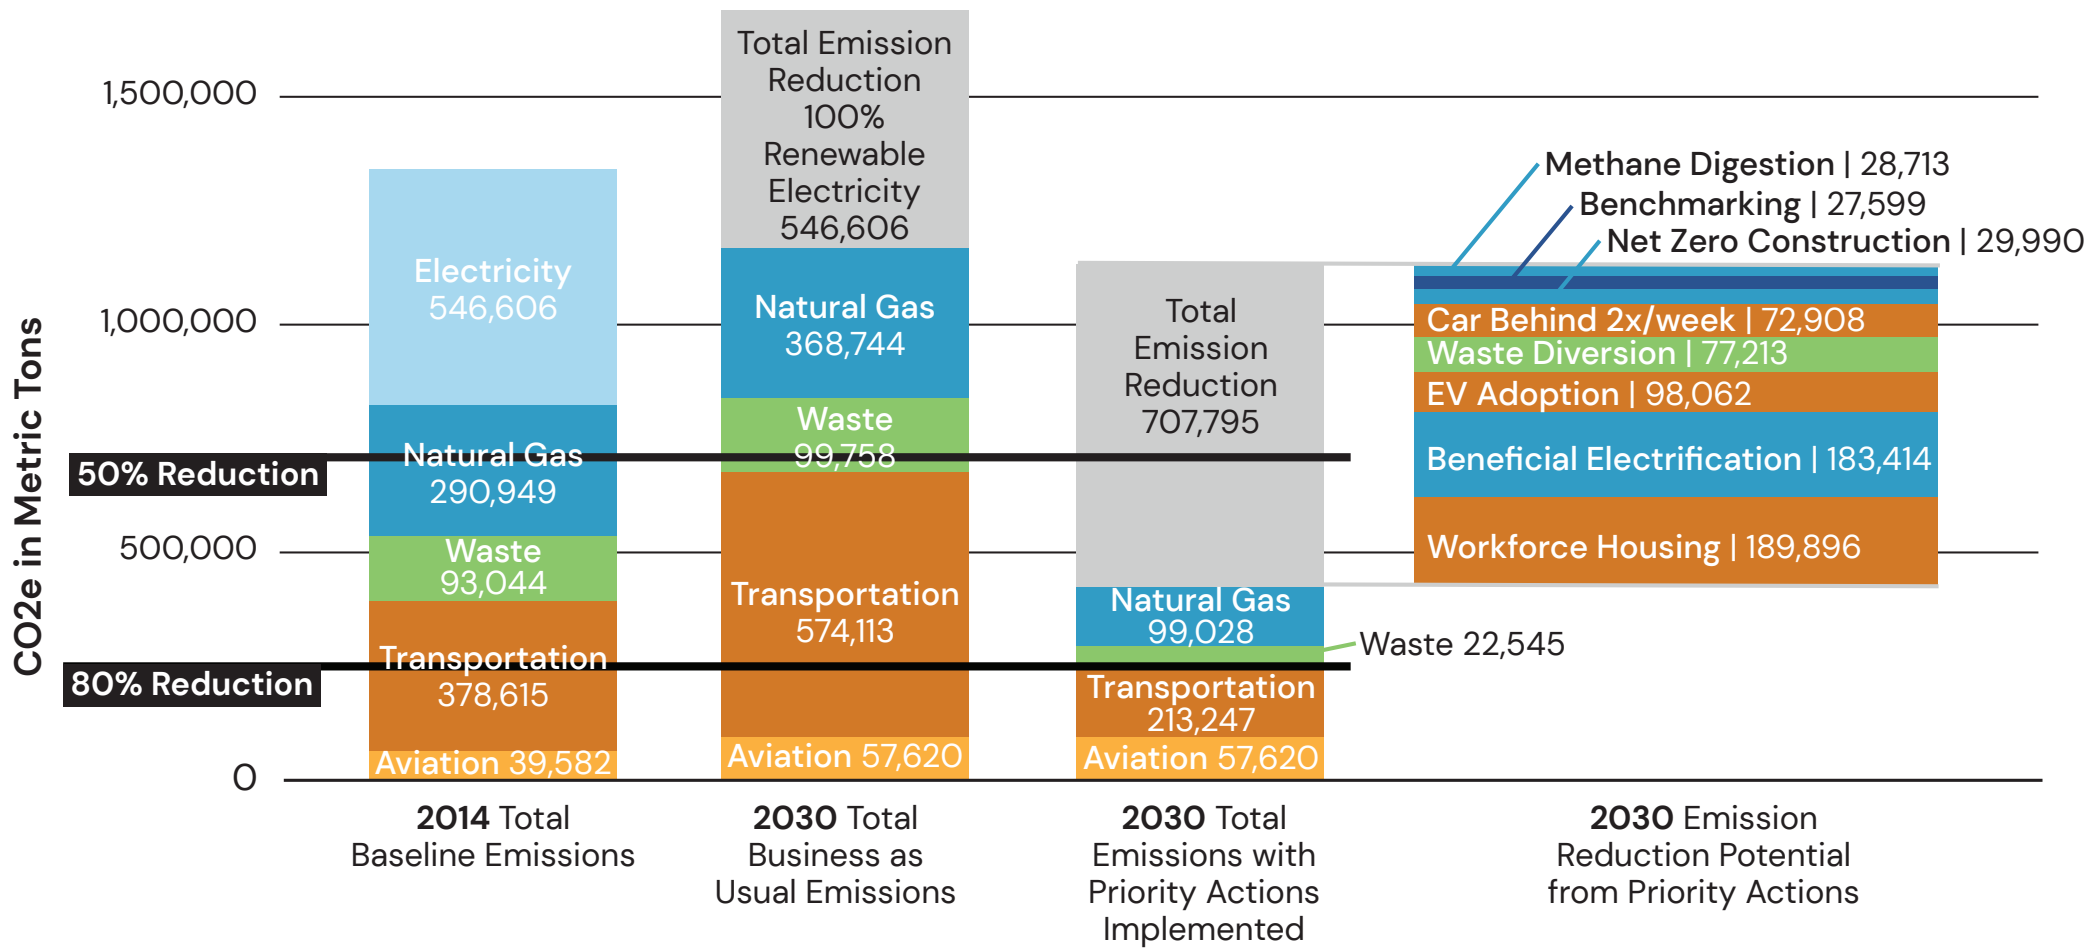 CO2e in Metric Tons
1,500,000
1,000,000
500,000
0
50% Reduction
80% Reduction
Electricity
546,606
Natural Gas
290,949
Waste
93,044
Transportation
378,615
Aviation 39,582
2014 Total
Baseline Emissions
Total Emission
Reduction
100%
Renewable
Electricity
546,606
Natural Gas
368,744
Waste
99,758
Transportation
574,113
Aviation 57,620
2030 Total
Business as
Usual Emissions
Total
Emission
Reduction
707,795
Natural Gas
99,028
Waste 22,545
Transportation
213,247
Aviation 57,620
2030 Total
Emissions with
Priority Actions
Implemented
Methane Digestion | 28,713
Benchmarking | 27,599
Net Zero Construction | 29,990
Car Behind 2x/week | 72,908
Waste Diversion | 77,213
EV Adoption | 98,062
Beneficial Electrification | 183,414
Workforce Housing | 189,896
2030 Emission
Reduction Potential
from Priority Actions